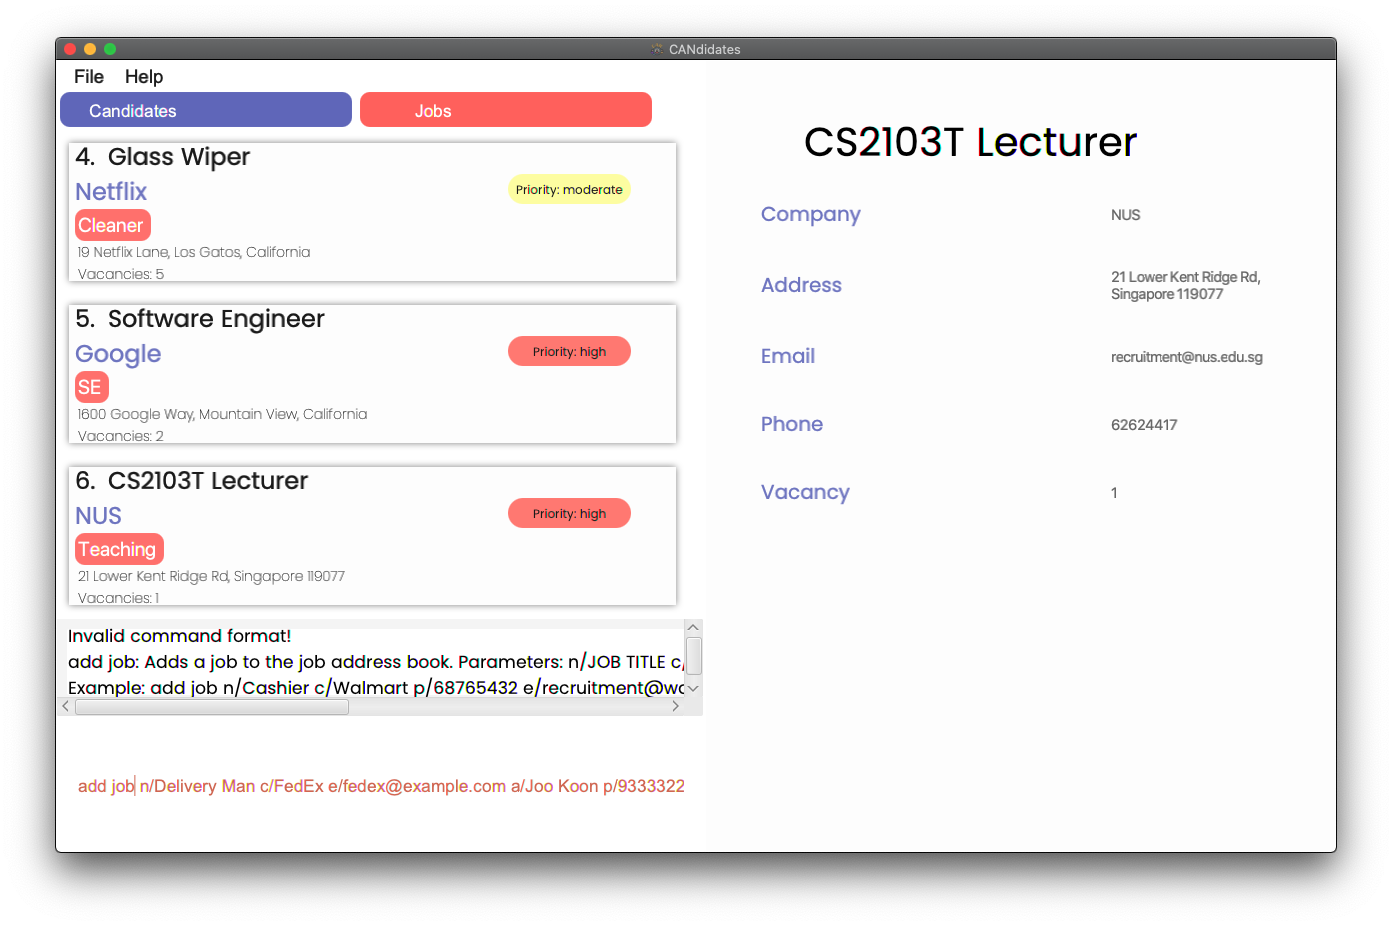 CANdidates
File Help
Candidates Jobs
4. Glass Wiper
Netflix
Priority: moderate
Cleaner
19 Netflix Lane, Los Gatos, California
Vacancies: 5
5. Software Engineer
Google
Priority: high
SE
1600 Google Way, Mountain View, California
Vacancies: 2
6. CS2103T Lecturer
NUS
Priority: high
Teaching
21 Lower Kent Ridge Rd, Singapore 119077
Vacancies: 1
Invalid command format!
add job: Adds a job to the job address book. Parameters: n/JOB TITLE c/
Example: add job n/Cashier c/Walmart p/68765432 e/recruitment@wa
add job n/Delivery Man c/FedEx e/fedex@example.com a/Joo Koon p/9333322
CS2103T Lecturer
Company NUS
Address 21 Lower Kent Ridge Rd,
Singapore 119077
Email recruitment@nus.edu.sg
Phone 62624417
Vacancy 1